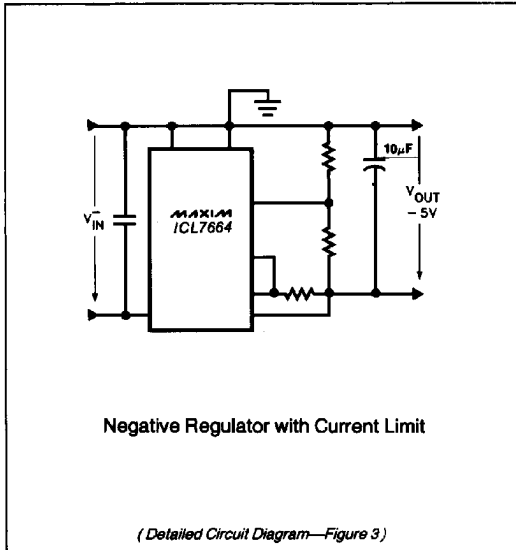 10μF
MAXIM
ICL7664
V⁻IN
VOUT
- 5V
Negative Regulator with Current Limit
( Detailed Circuit Diagram—Figure 3 )